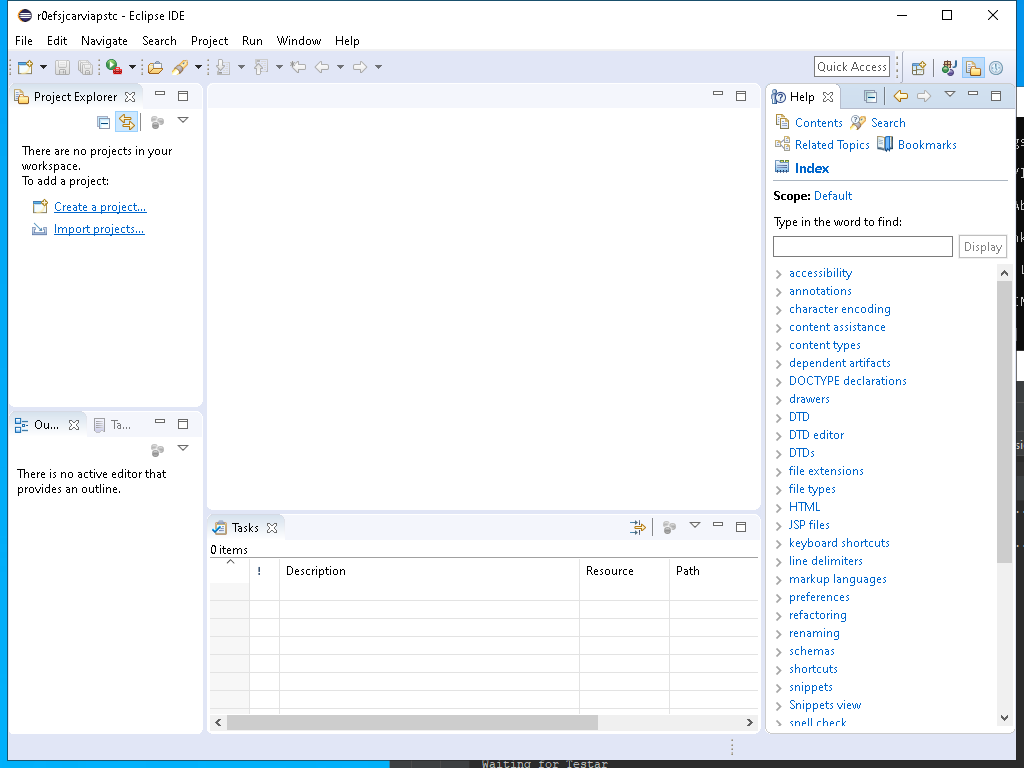 r0efsjcarviapstc - Eclipse IDE
File Edit Navigate Search Project Run Window Help
Quick Access
Project Explorer
There are no projects in your
workspace.
To add a project:
Create a project...
Import projects...
Ou... Ta...
There is no active editor that
provides an outline.
Tasks
0 items
! Description Resource Path
Help
Contents Search
Related Topics Bookmarks
Index
Scope: Default
Type in the word to find:
Display
accessibility
annotations
character encoding
content assistance
content types
dependent artifacts
DOCTYPE declarations
drawers
DTD
DTD editor
DTDs
file extensions
file types
HTML
JSP files
keyboard shortcuts
line delimiters
markup languages
preferences
refactoring
renaming
schemas
shortcuts
snippets
Snippets view
spell check
Waiting for Testar